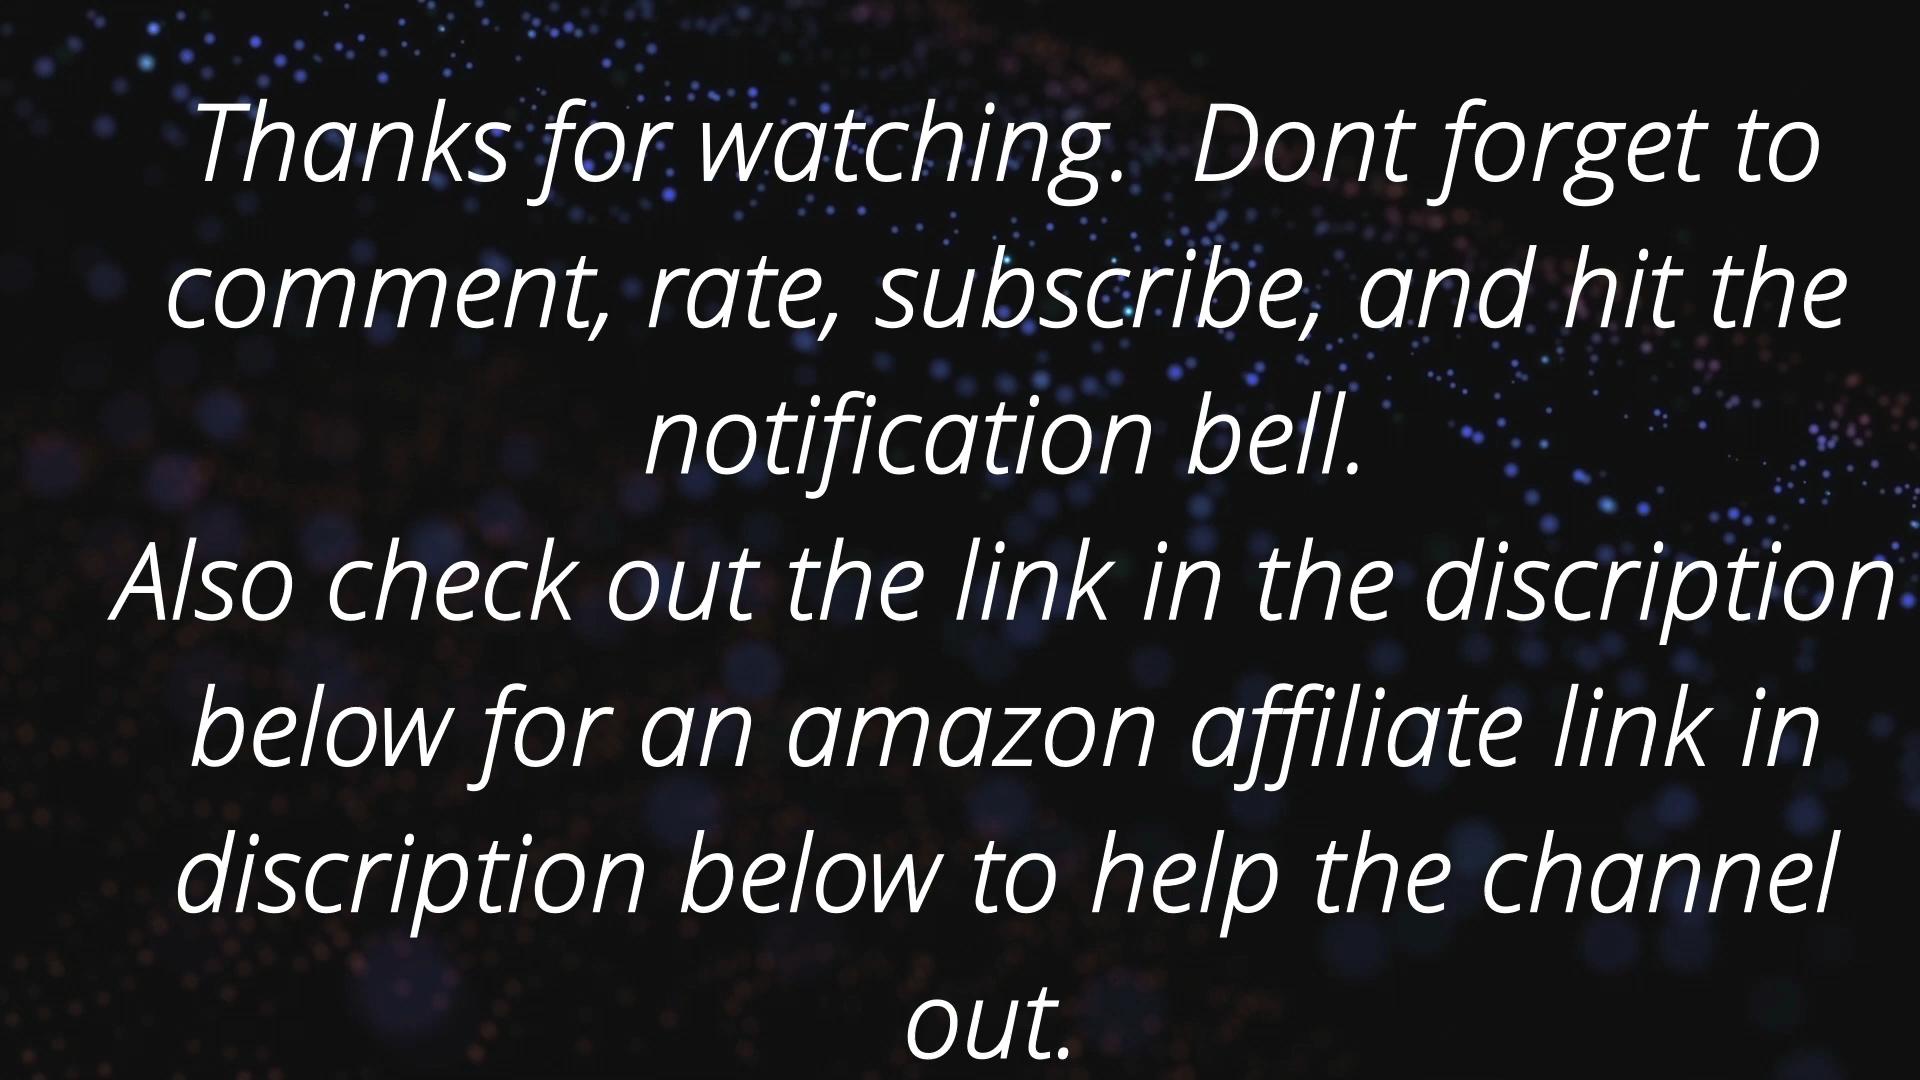 Thanks for watching.  Dont forget to
comment, rate, subscribe, and hit the
notification bell.
Also check out the link in the discription
below for an amazon affiliate link in
discription below to help the channel
out.